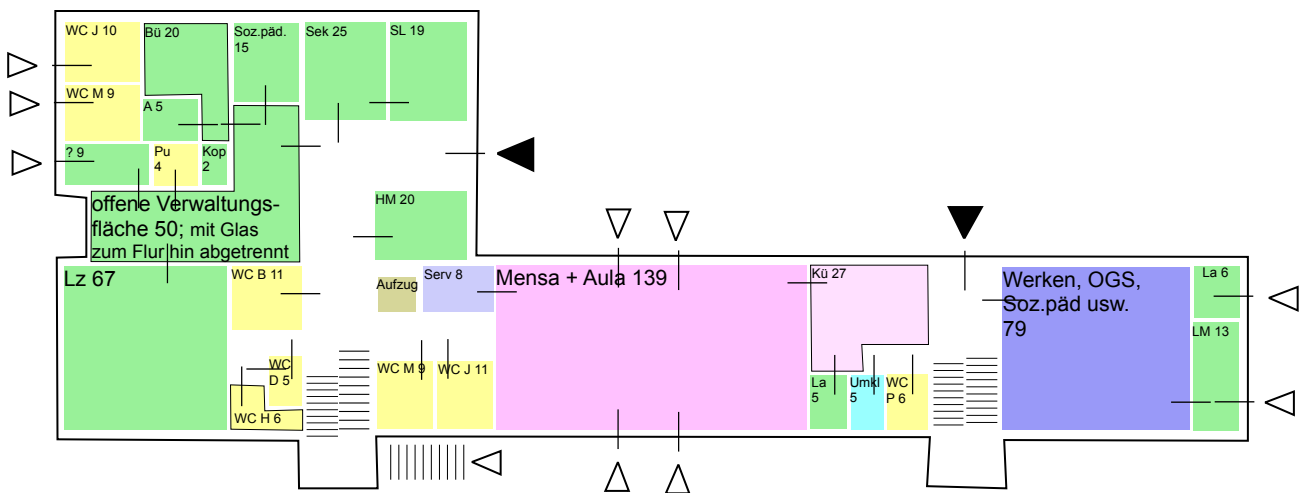 WC J 10
Bü 20
Soz.päd.
15
Sek 25
SL 19
WC M 9
A 5
? 9
Pu
4
Kop
2
offene Verwaltungs-
fläche 50; mit Glas
zum Flur hin abgetrennt
HM 20
Lz 67
WC B 11
Aufzug
Serv 8
Mensa + Aula 139
Kü 27
Werken, OGS,
Soz.päd usw.
79
La 6
LM 13
WC
D 5
WC H 6
WC M 9
WC J 11
La
5
Umkl
5
WC
P 6